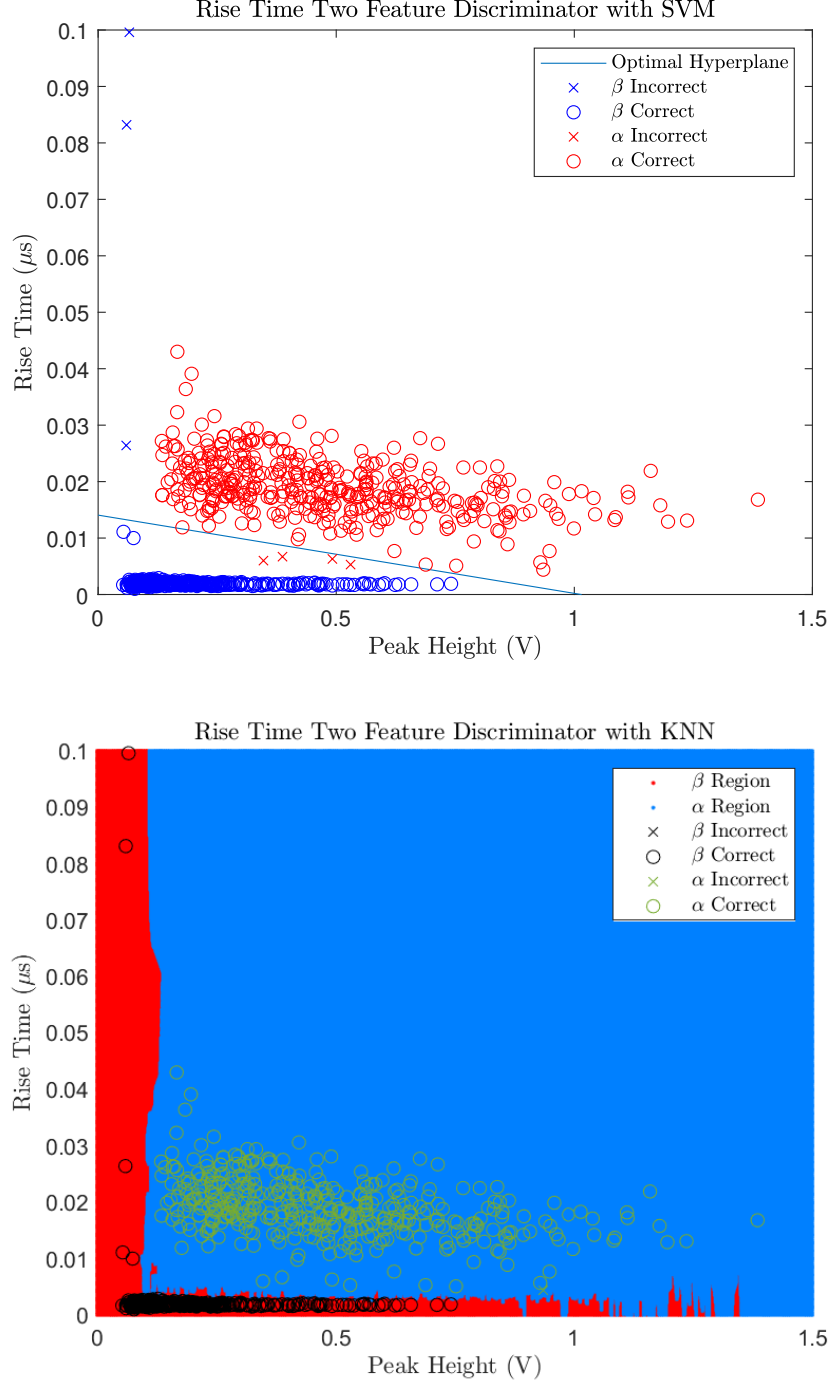 Rise Time Two Feature Discriminator with SVM
0.1
0.09
0.08
0.07
0.06
0.05
0.04
0.03
0.02
0.01
0
Rise Time (μs)
Optimal Hyperplane
β Incorrect
β Correct
α Incorrect
α Correct
0 0.5 1 1.5
Peak Height (V)
Rise Time Two Feature Discriminator with KNN
0.1
0.09
0.08
0.07
0.06
0.05
0.04
0.03
0.02
0.01
0
Rise Time (μs)
β Region
α Region
β Incorrect
β Correct
α Incorrect
α Correct
0 0.5 1 1.5
Peak Height (V)